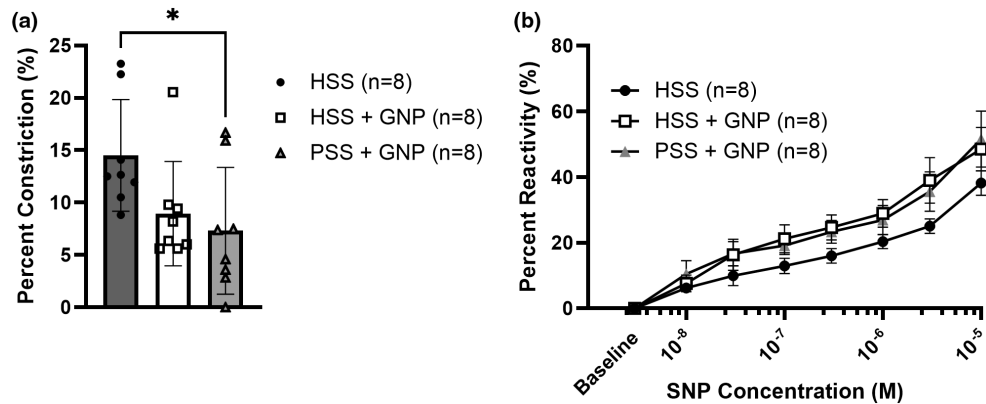 (a)
*
Percent Constriction (%)
25
20
15
10
5
0
HSS (n=8)
HSS + GNP (n=8)
PSS + GNP (n=8)
(b)
Percent Reactivity (%)
80
60
40
20
0
HSS (n=8)
HSS + GNP (n=8)
PSS + GNP (n=8)
Baseline
10-8
10-7
10-6
10-5
SNP Concentration (M)